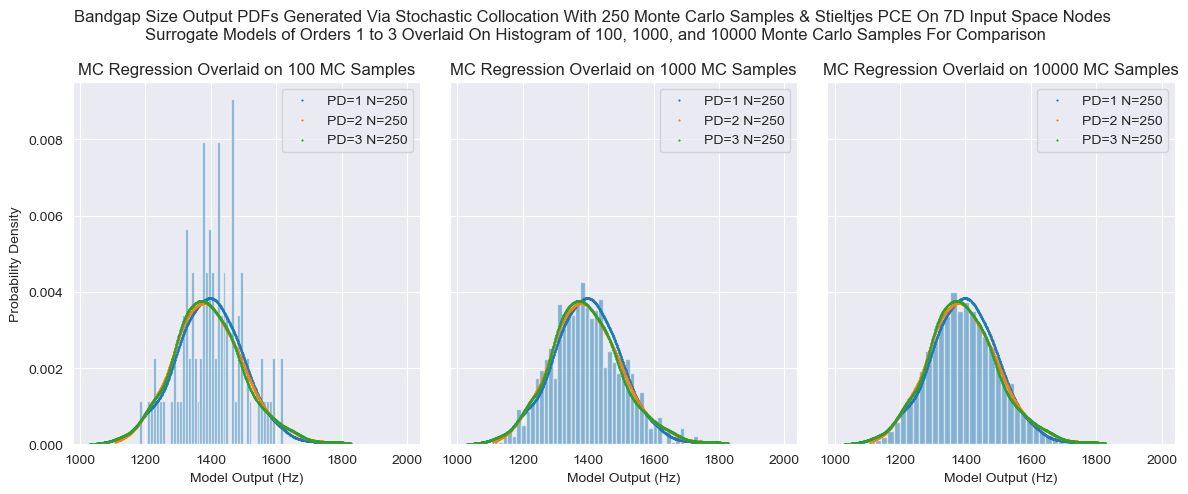 Bandgap Size Output PDFs Generated Via Stochastic Collocation With 250 Monte Carlo Samples & Stieltjes PCE On 7D Input Space Nodes
Surrogate Models of Orders 1 to 3 Overlaid On Histogram of 100, 1000, and 10000 Monte Carlo Samples For Comparison
MC Regression Overlaid on 100 MC Samples
Probability Density
0.008
0.006
0.004
0.002
0.000
PD=1 N=250
PD=2 N=250
PD=3 N=250
1000 1200 1400 1600 1800 2000
Model Output (Hz)
MC Regression Overlaid on 1000 MC Samples
PD=1 N=250
PD=2 N=250
PD=3 N=250
1000 1200 1400 1600 1800 2000
Model Output (Hz)
MC Regression Overlaid on 10000 MC Samples
PD=1 N=250
PD=2 N=250
PD=3 N=250
1000 1200 1400 1600 1800 2000
Model Output (Hz)